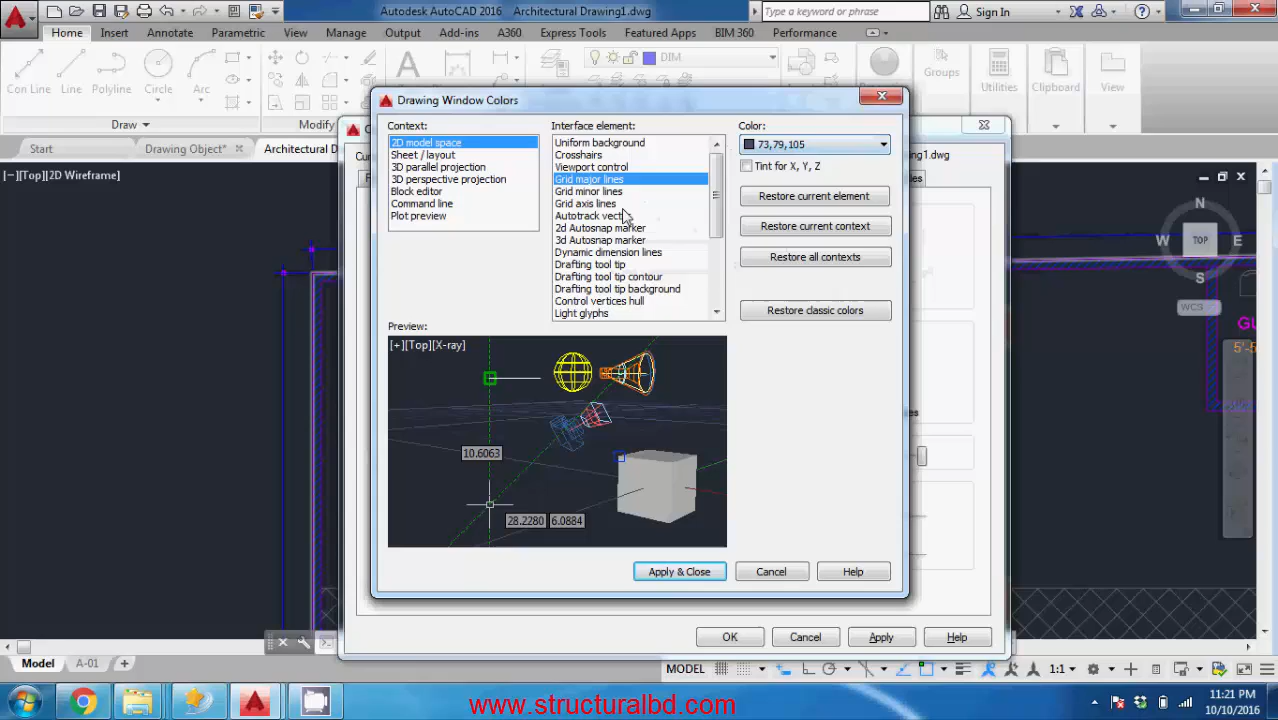 Autodesk AutoCAD 2016 Architectural Drawing1.dwg
Type a keyword or phrase
Sign In
Home Insert Annotate Parametric View Manage Output Add-ins A360 Express Tools Featured Apps BIM 360 Performance
DIM
Con Line Line Polyline Circle Arc
Groups Utilities Clipboard View
Draw Modify
Start Drawing Object* Architectural D
[−][Top][2D Wireframe]
Drawing Window Colors
Context:
2D model space
Sheet / layout
3D parallel projection
3D perspective projection
Block editor
Command line
Plot preview
Interface element:
Uniform background
Crosshairs
Viewport control
Grid major lines
Grid minor lines
Grid axis lines
Autotrack vect
2d Autosnap marker
3d Autosnap marker
Dynamic dimension lines
Drafting tool tip
Drafting tool tip contour
Drafting tool tip background
Control vertices hull
Light glyphs
Color:
73,79,105
Tint for X, Y, Z
Restore current element
Restore current context
Restore all contexts
Restore classic colors
Preview:
[+][Top][X-ray]
10.6063
28.2280 6.0884
Apply & Close Cancel Help
ng1.dwg
les
es
N
W TOP E
S
WCS
GU
5'-5
OK Cancel Apply Help
Model A-01 +
MODEL
1:1
www.structuralbd.com
11:21 PM
10/10/2016